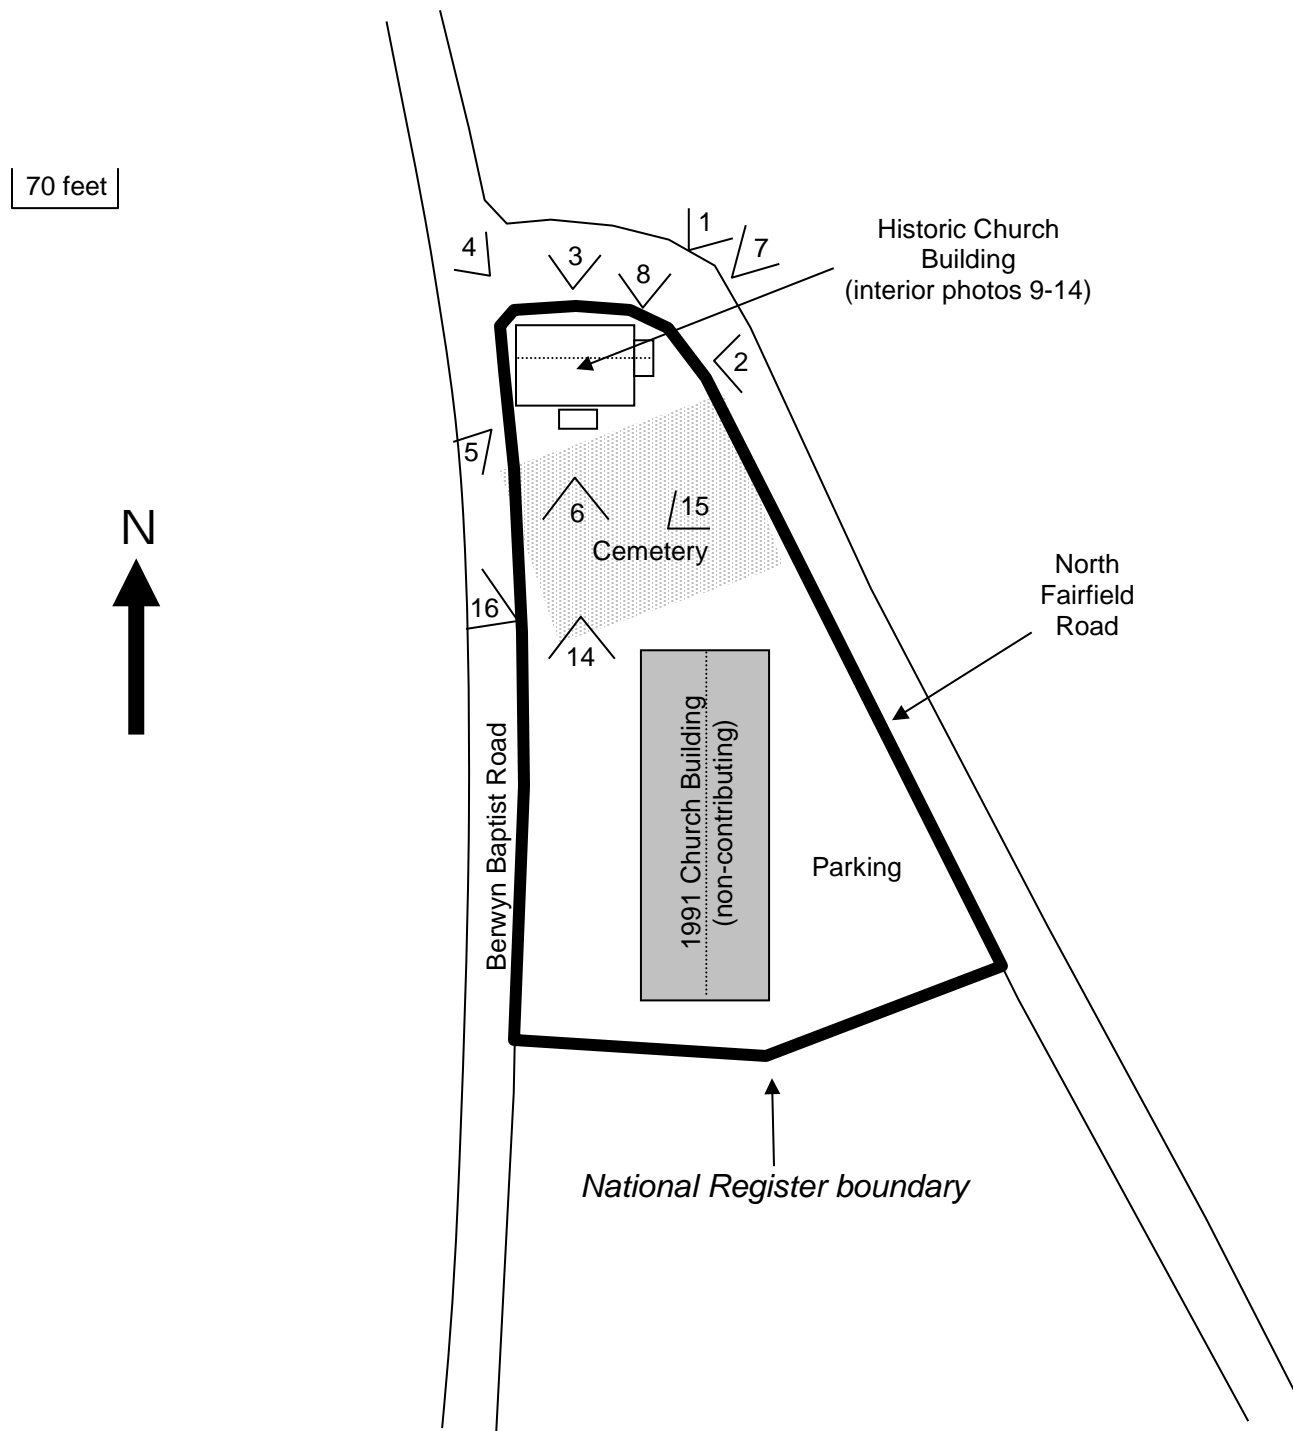 70 feet
1
4
3
7
8
Historic Church
Building
(interior photos 9-14)
2
5
15
6
N
Cemetery
North
Fairfield
Road
16
14
1991 Church Building
(non-contributing)
Berwyn Baptist Road
Parking
National Register boundary